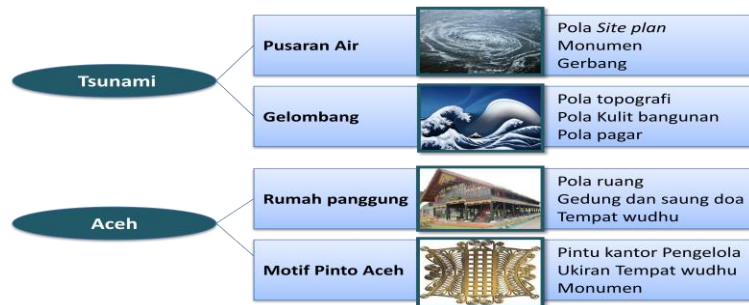 Tsunami
Pusaran Air
Pola Site plan
Monumen
Gerbang
Gelombang
Pola topografi
Pola Kulit bangunan
Pola pagar
Aceh
Rumah panggung
Pola ruang
Gedung dan saung doa
Tempat wudhu
Motif Pinto Aceh
Pintu kantor Pengelola
Ukiran Tempat wudhu
Monumen